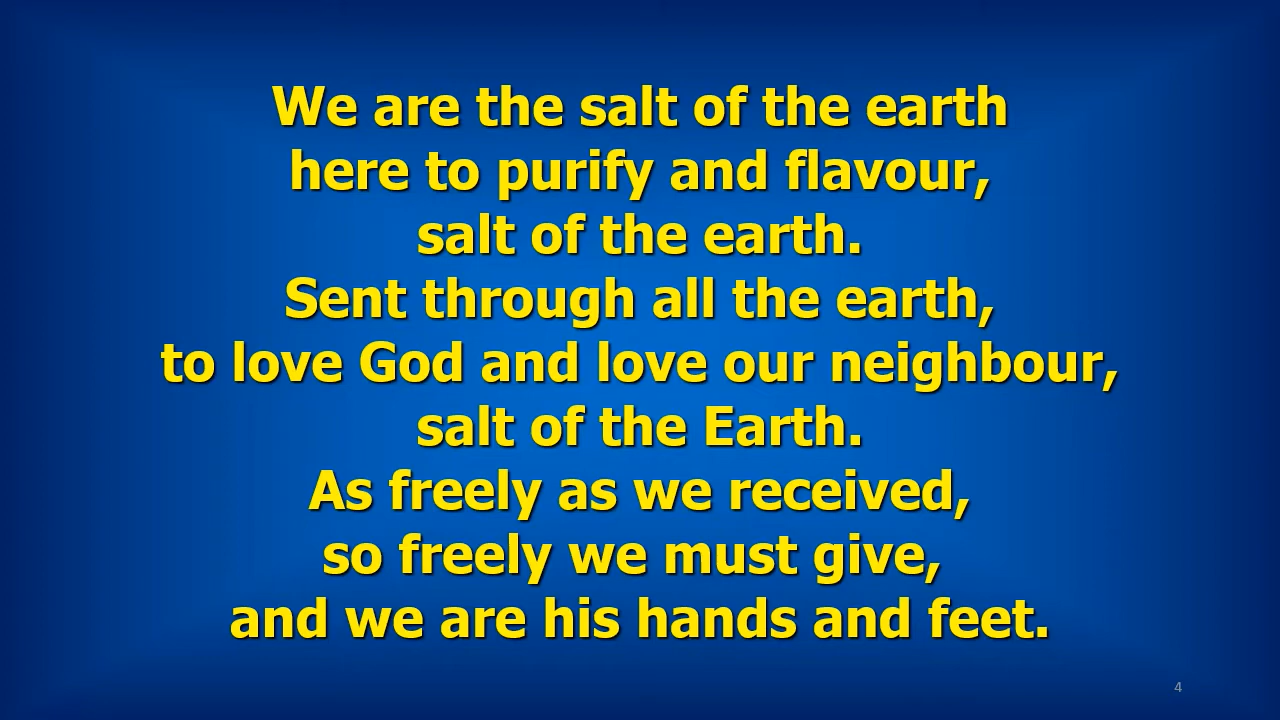 We are the salt of the earth
here to purify and flavour,
salt of the earth.
Sent through all the earth,
to love God and love our neighbour,
salt of the Earth.
As freely as we received,
so freely we must give,
and we are his hands and feet.
4